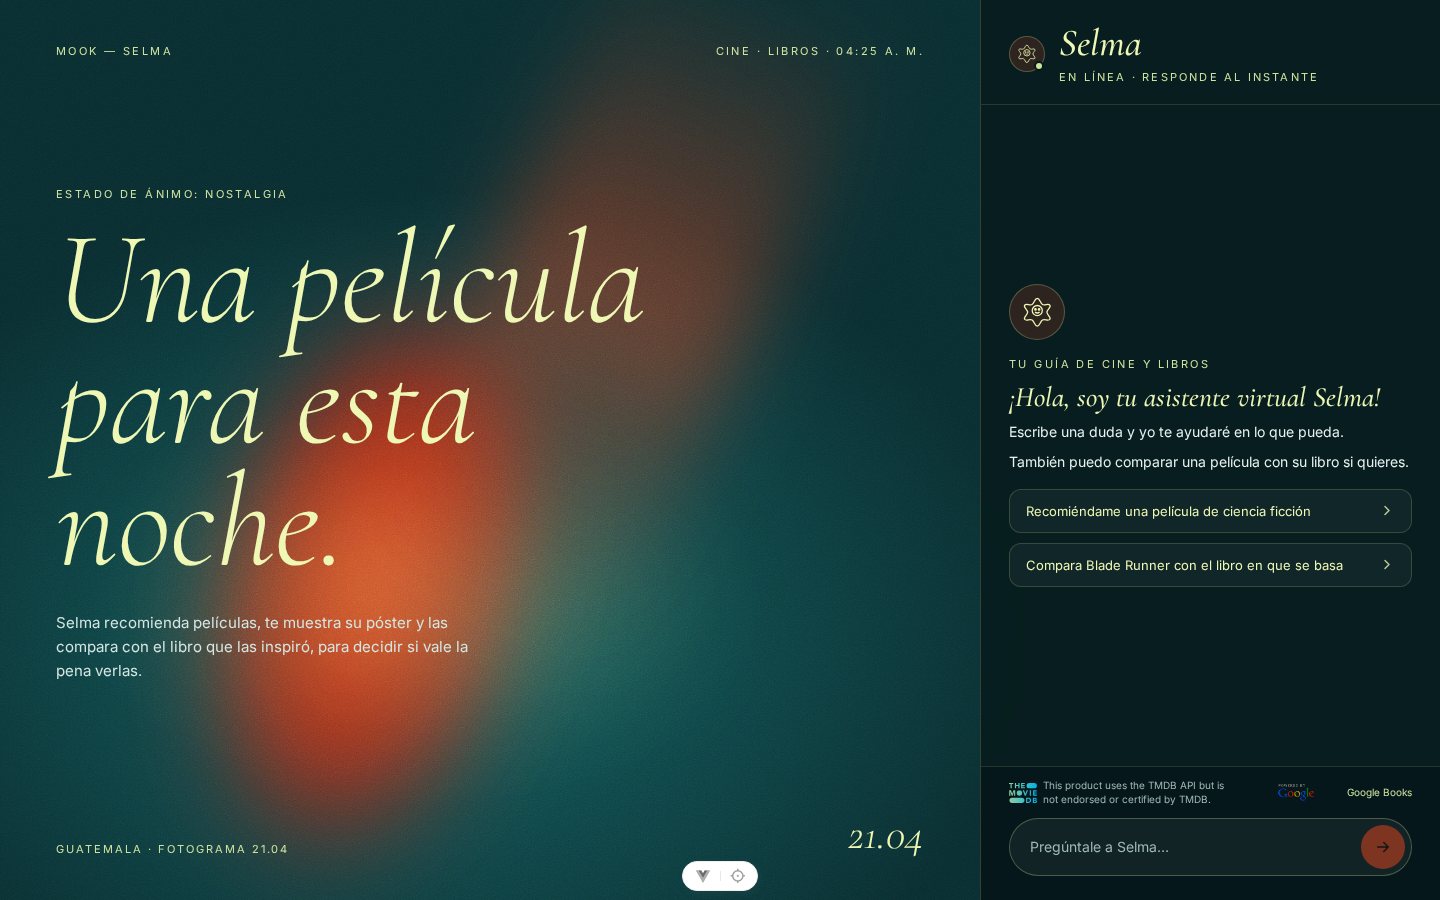 MOOK — SELMA
CINE · LIBROS · 04:25 A. M.
ESTADO DE ÁNIMO: NOSTALGIA
Una película
para esta
noche.
Selma recomienda películas, te muestra su póster y las
compara con el libro que las inspiró, para decidir si vale la
pena verlas.
GUATEMALA · FOTOGRAMA 21.04
21.04
Selma
EN LÍNEA · RESPONDE AL INSTANTE
TU GUÍA DE CINE Y LIBROS
¡Hola, soy tu asistente virtual Selma!
Escribe una duda y yo te ayudaré en lo que pueda.
También puedo comparar una película con su libro si quieres.
Recomiéndame una película de ciencia ficción
Compara Blade Runner con el libro en que se basa
THE
MOVIE
DB
This product uses the TMDB API but is
not endorsed or certified by TMDB.
POWERED BY
Google
Google Books
Pregúntale a Selma...